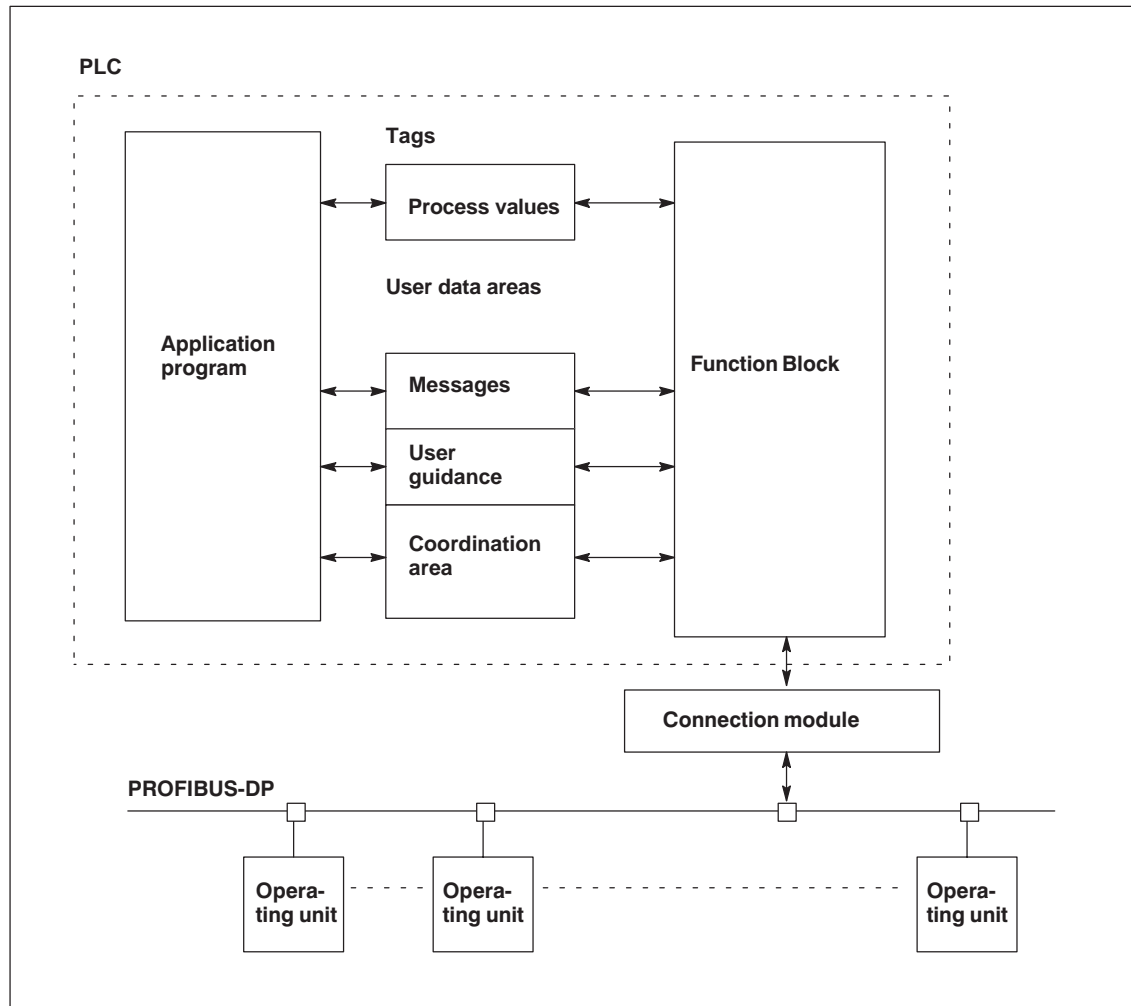 PLC
Tags
Process values
User data areas
Application
program
Function Block
Messages
User
guidance
Coordination
area
Connection module
PROFIBUS-DP
Opera-
ting unit
Opera-
ting unit
Opera-
ting unit